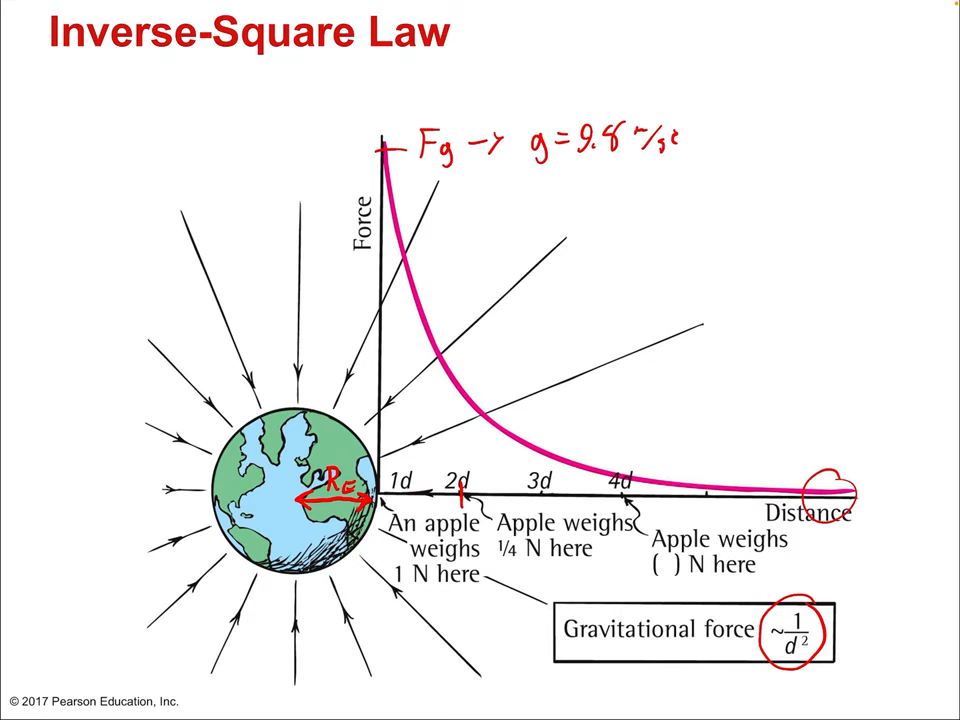 Inverse-Square Law
Fg → g = 9.8 m/s²
Force
RE
1d 2d 3d 4d
Distance
An apple
weighs
1 N here
Apple weighs
¼ N here
Apple weighs
( ) N here
Gravitational force ~ 1/d²
© 2017 Pearson Education, Inc.